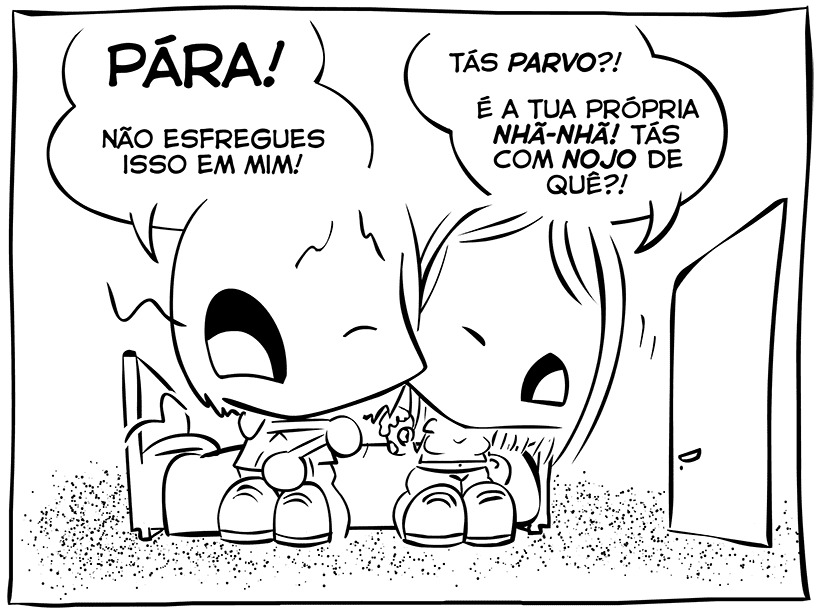 PÁRA!
NÃO ESFREGUES
ISSO EM MIM!
TÁS PARVO?!
É A TUA PRÓPRIA
NHÃ-NHÃ! TÁS
COM NOJO DE
QUÊ?!